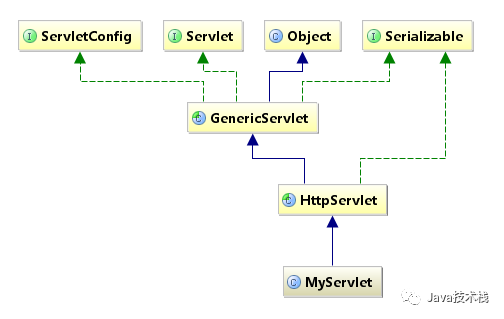 I ServletConfig
I Servlet
C Object
I Serializable
C GenericServlet
C HttpServlet
C MyServlet
Java技术栈